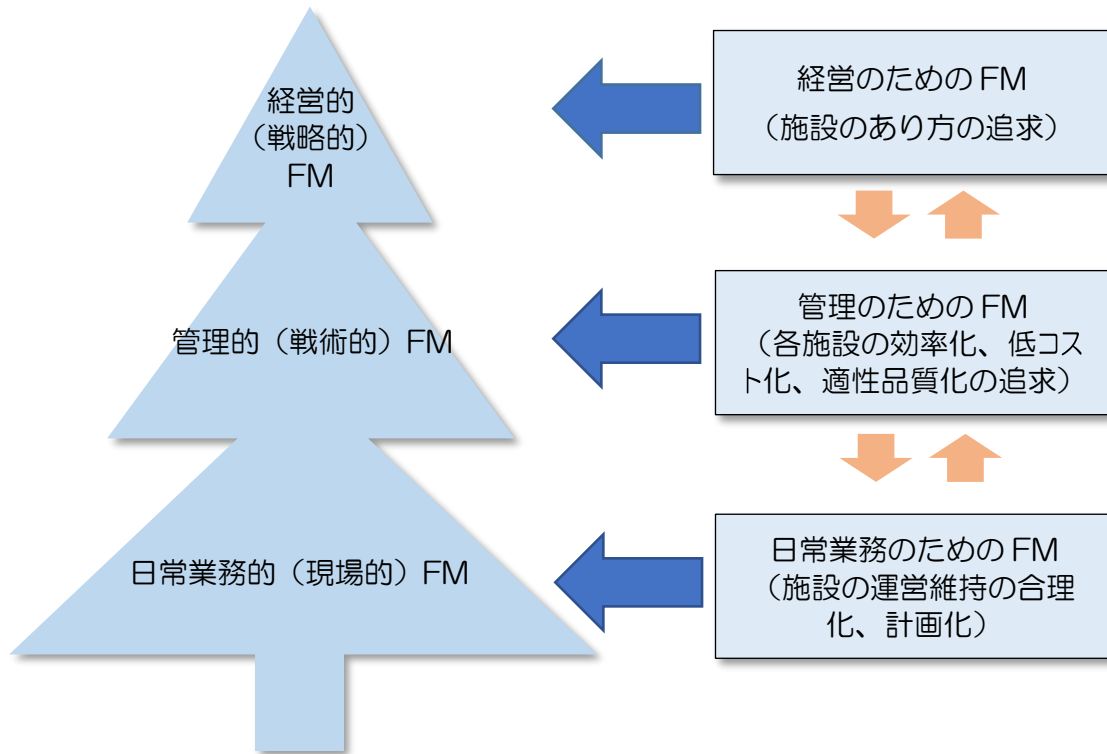 経営的
（戦略的）
FM
経営のための FM
（施設のあり方の追求）
管理的（戦術的）FM
管理のための FM
（各施設の効率化、低コス
ト化、適性品質化の追求）
日常業務的（現場的）FM
日常業務のための FM
（施設の運営維持の合理
化、計画化）